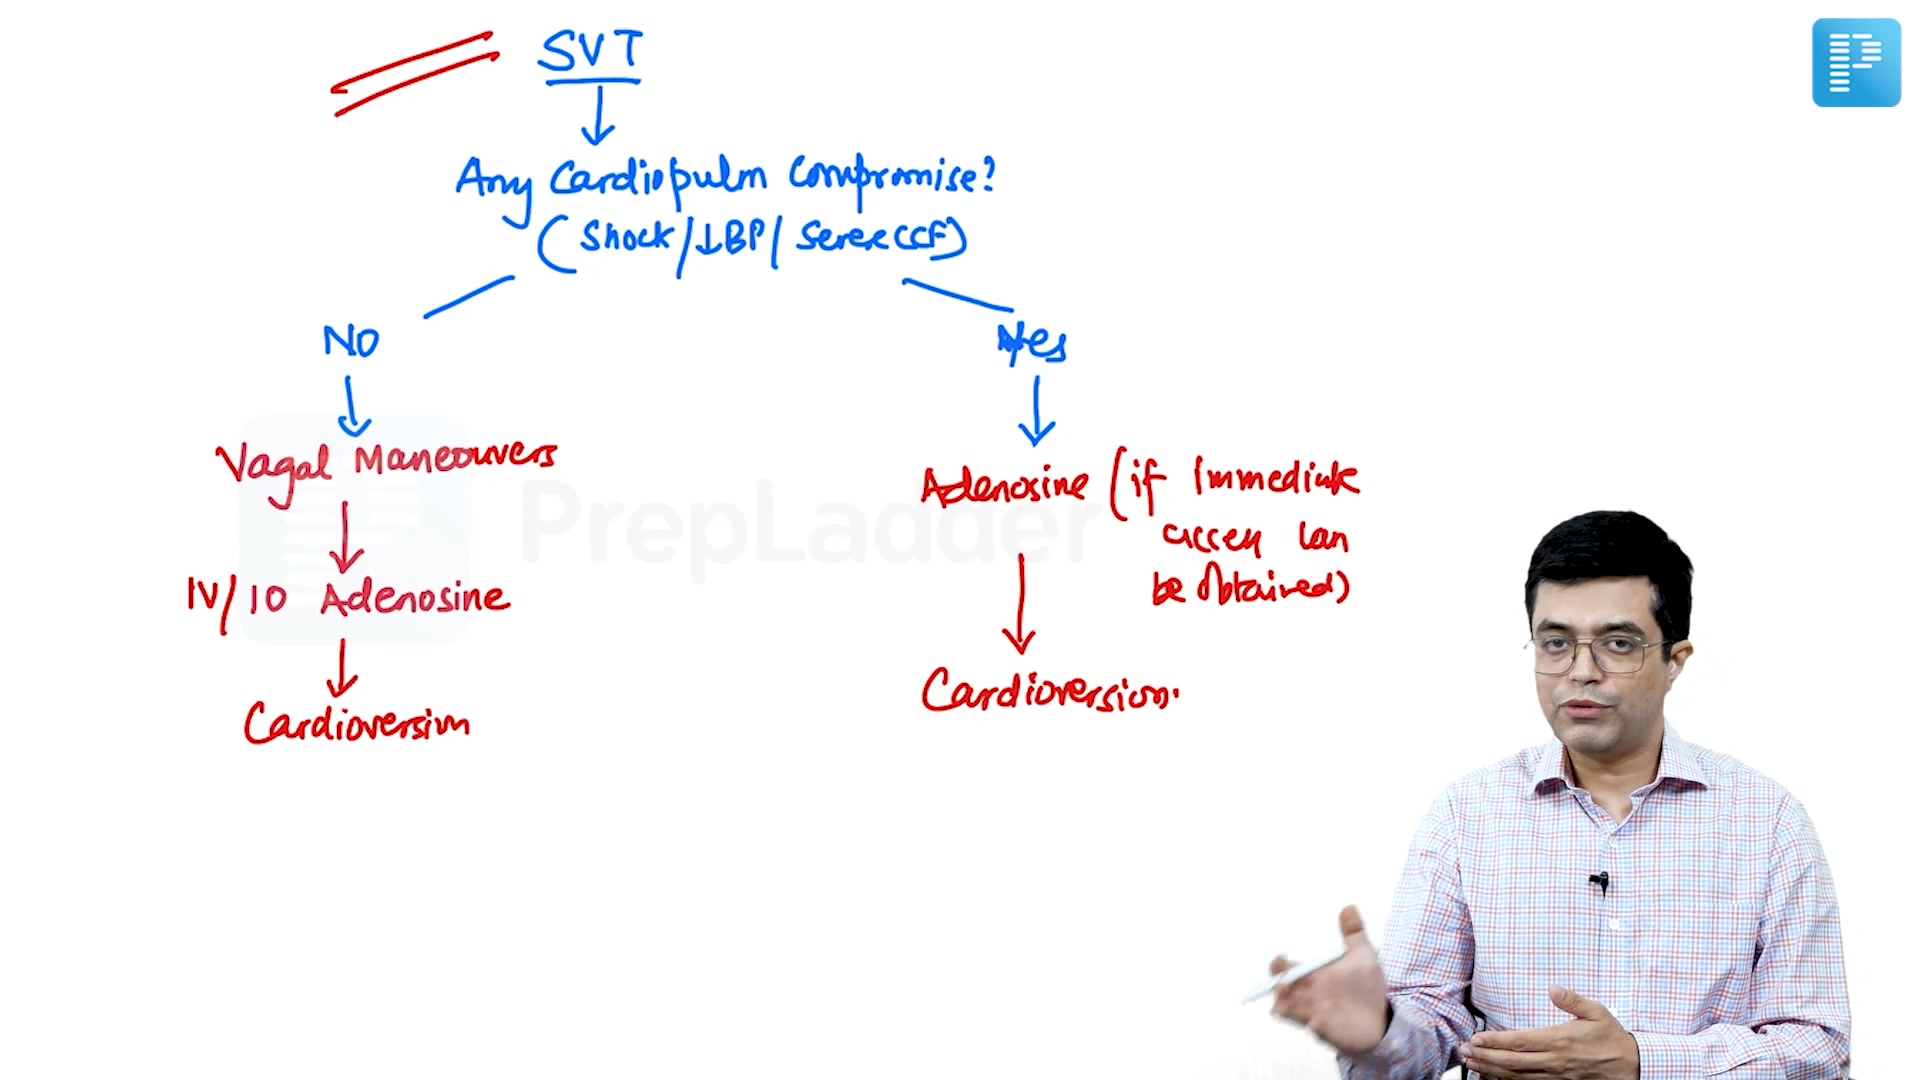 SVT
Any Cardiopulm Compromise?
(Shock/↓BP/Severe CCF)
NO
Yes
Vagal Maneouvers
IV/IO Adenosine
Cardioversion
Adenosine (if immediate
access can
be obtained)
Cardioversion.
PrepLadder